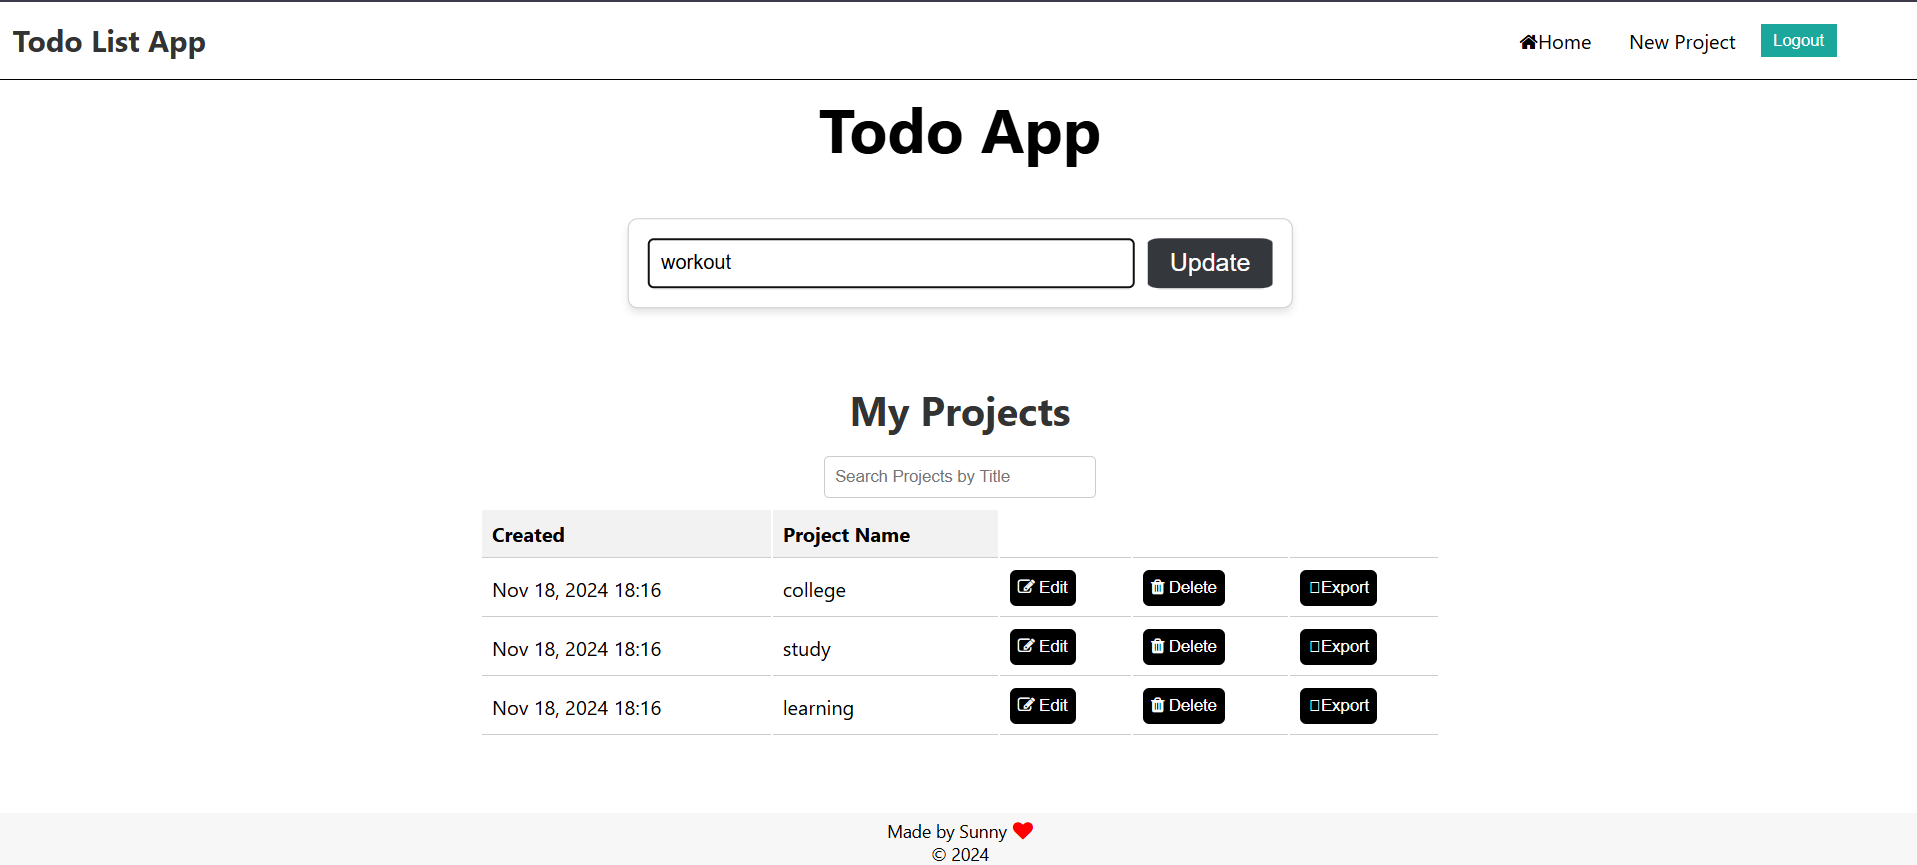 Todo List App
Home New Project Logout
Todo App
workout Update
My Projects
Search Projects by Title
Created Project Name
Nov 18, 2024 18:16 college Edit Delete Export
Nov 18, 2024 18:16 study Edit Delete Export
Nov 18, 2024 18:16 learning Edit Delete Export
Made by Sunny
© 2024